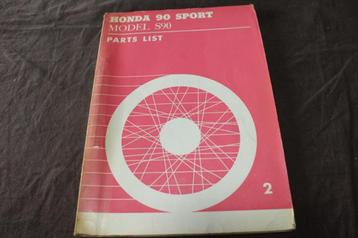 HONDA 90 SPORT
MODEL S90
PARTS LIST
2